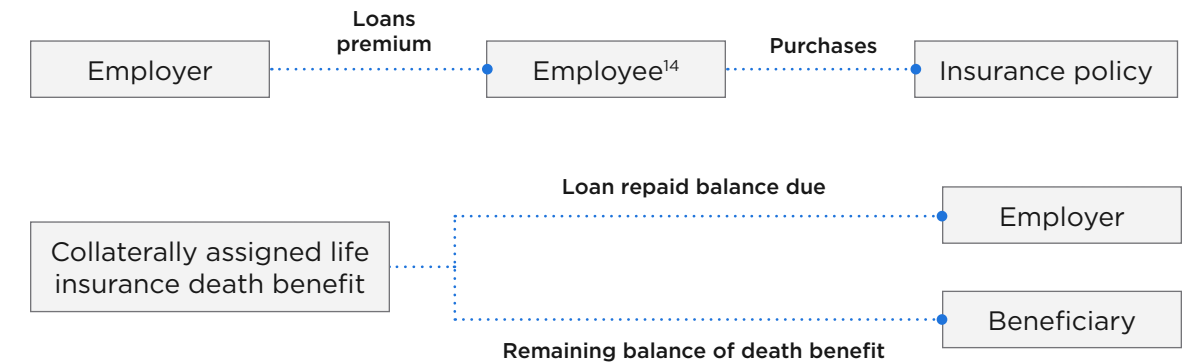 Loans
premium
Employer
Employee¹⁴
Purchases
Insurance policy
Loan repaid balance due
Employer
Collaterally assigned life
insurance death benefit
Beneficiary
Remaining balance of death benefit